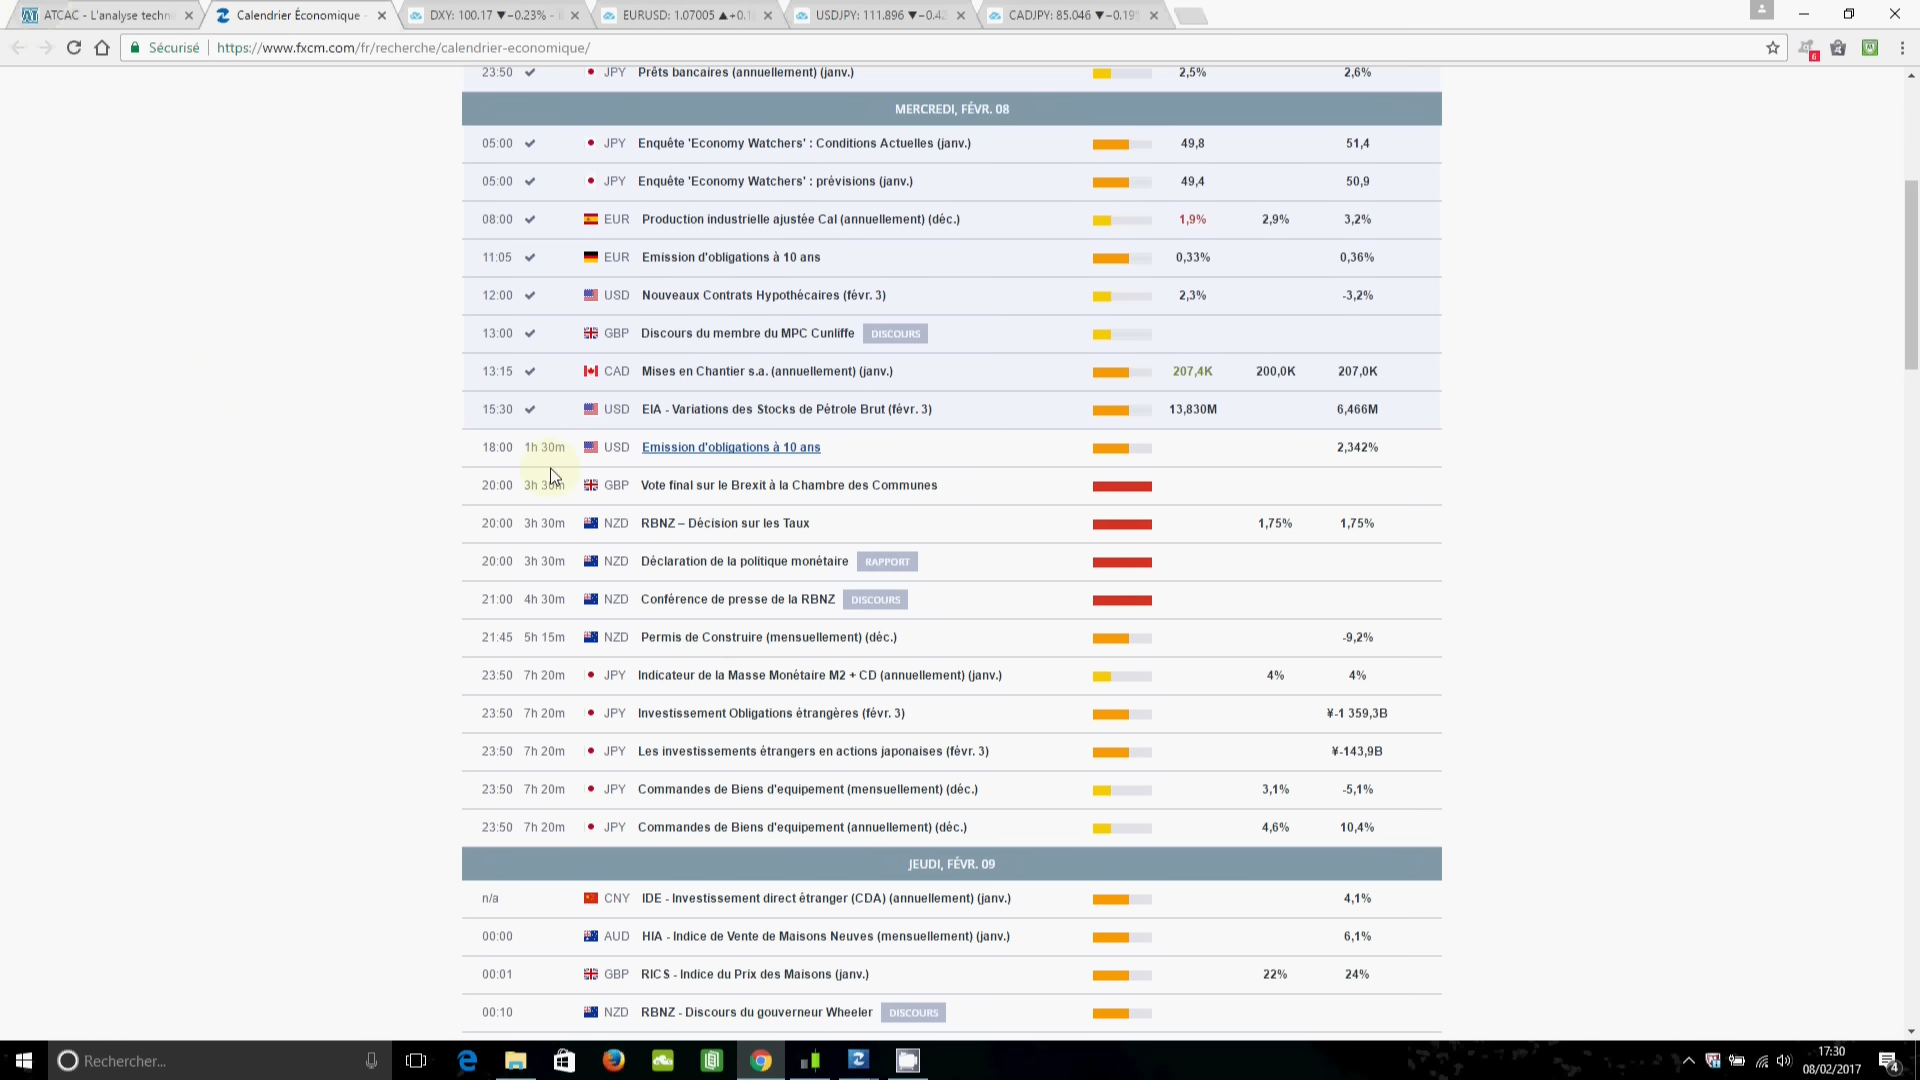 ATCAC - L'analyse techn
Calendrier Économique -
DXY: 100.17 ▼−0.23% -
EURUSD: 1.07005 ▲+0.1
USDJPY: 111.896 ▼−0.42
CADJPY: 85.046 ▼−0.19
Sécurisé https://www.fxcm.com/fr/recherche/calendrier-economique/
6
23:50 ✔ JPY Prêts bancaires (annuellement) (janv.) 2,5% 2,6%
MERCREDI, FÉVR. 08
05:00 ✔ JPY Enquête 'Economy Watchers' : Conditions Actuelles (janv.) 49,8 51,4
05:00 ✔ JPY Enquête 'Economy Watchers' : prévisions (janv.) 49,4 50,9
08:00 ✔ EUR Production industrielle ajustée Cal (annuellement) (déc.) 1,9% 2,9% 3,2%
11:05 ✔ EUR Emission d'obligations à 10 ans 0,33% 0,36%
12:00 ✔ USD Nouveaux Contrats Hypothécaires (févr. 3) 2,3% -3,2%
13:00 ✔ GBP Discours du membre du MPC Cunliffe DISCOURS
13:15 ✔ CAD Mises en Chantier s.a. (annuellement) (janv.) 207,4K 200,0K 207,0K
15:30 ✔ USD EIA - Variations des Stocks de Pétrole Brut (févr. 3) 13,830M 6,466M
18:00 1h 30m USD Emission d'obligations à 10 ans 2,342%
20:00 3h 30m GBP Vote final sur le Brexit à la Chambre des Communes
20:00 3h 30m NZD RBNZ – Décision sur les Taux 1,75% 1,75%
20:00 3h 30m NZD Déclaration de la politique monétaire RAPPORT
21:00 4h 30m NZD Conférence de presse de la RBNZ DISCOURS
21:45 5h 15m NZD Permis de Construire (mensuellement) (déc.) -9,2%
23:50 7h 20m JPY Indicateur de la Masse Monétaire M2 + CD (annuellement) (janv.) 4% 4%
23:50 7h 20m JPY Investissement Obligations étrangères (févr. 3) ¥-1 359,3B
23:50 7h 20m JPY Les investissements étrangers en actions japonaises (févr. 3) ¥-143,9B
23:50 7h 20m JPY Commandes de Biens d'equipement (mensuellement) (déc.) 3,1% -5,1%
23:50 7h 20m JPY Commandes de Biens d'equipement (annuellement) (déc.) 4,6% 10,4%
JEUDI, FÉVR. 09
n/a CNY IDE - Investissement direct étranger (CDA) (annuellement) (janv.) 4,1%
00:00 AUD HIA - Indice de Vente de Maisons Neuves (mensuellement) (janv.) 6,1%
00:01 GBP RICS - Indice du Prix des Maisons (janv.) 22% 24%
00:10 NZD RBNZ - Discours du gouverneur Wheeler DISCOURS
Rechercher...
17:30
08/02/2017
4